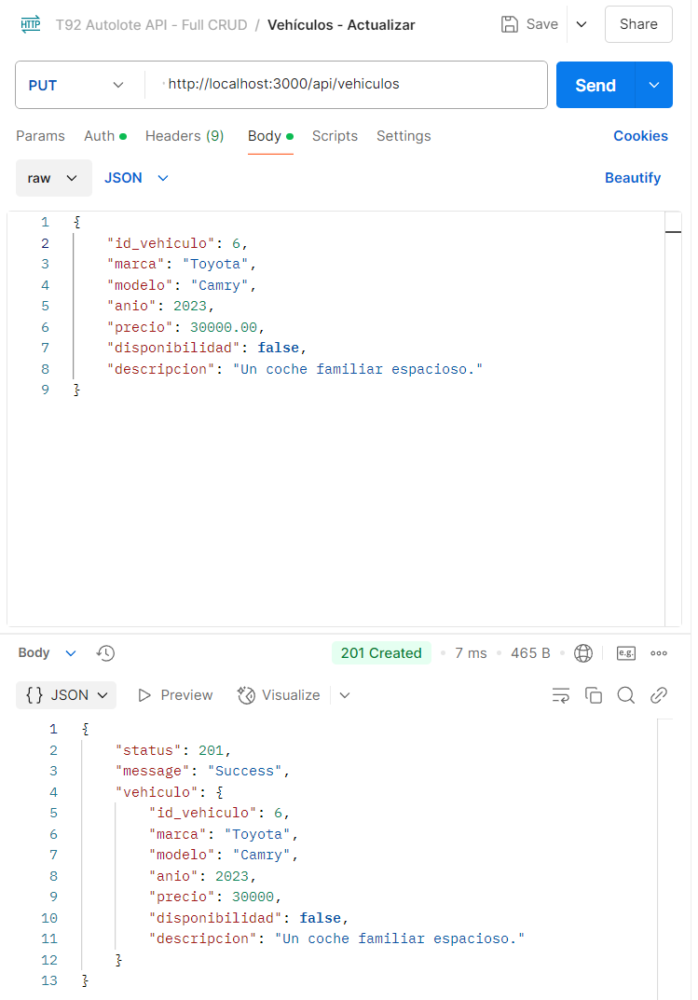 HTTP T92 Autolote API - Full CRUD / Vehículos - Actualizar Save Share
PUT http://localhost:3000/api/vehiculos Send
Params Auth Headers (9) Body Scripts Settings Cookies
raw JSON Beautify
1 {
2 "id_vehiculo": 6,
3 "marca": "Toyota",
4 "modelo": "Camry",
5 "anio": 2023,
6 "precio": 30000.00,
7 "disponibilidad": false,
8 "descripcion": "Un coche familiar espacioso."
9 }
Body 201 Created 7 ms 465 B e.g.
{} JSON Preview Visualize
1 {
2 "status": 201,
3 "message": "Success",
4 "vehiculo": {
5 "id_vehiculo": 6,
6 "marca": "Toyota",
7 "modelo": "Camry",
8 "anio": 2023,
9 "precio": 30000,
10 "disponibilidad": false,
11 "descripcion": "Un coche familiar espacioso."
12 }
13 }